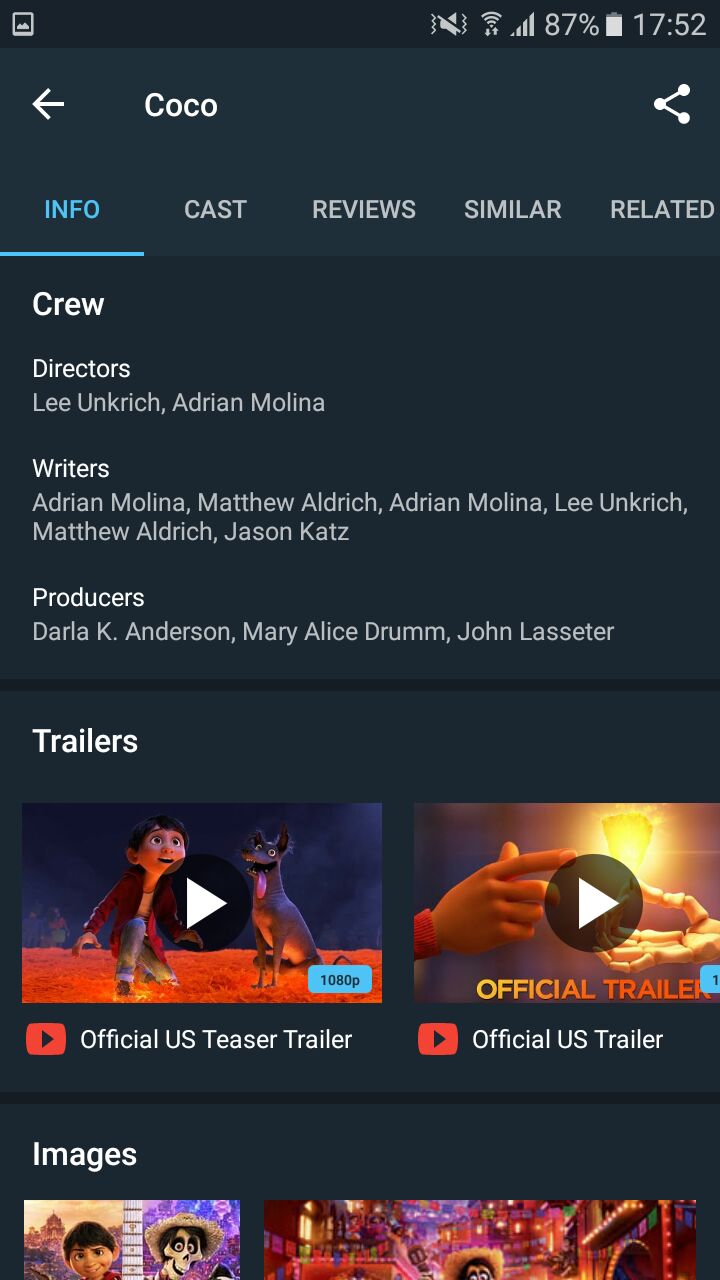 87% 17:52
Coco
INFO CAST REVIEWS SIMILAR RELATED
Crew
Directors
Lee Unkrich, Adrian Molina
Writers
Adrian Molina, Matthew Aldrich, Adrian Molina, Lee Unkrich,
Matthew Aldrich, Jason Katz
Producers
Darla K. Anderson, Mary Alice Drumm, John Lasseter
Trailers
1080p
OFFICIAL TRAILER
Official US Teaser Trailer
Official US Trailer
Images